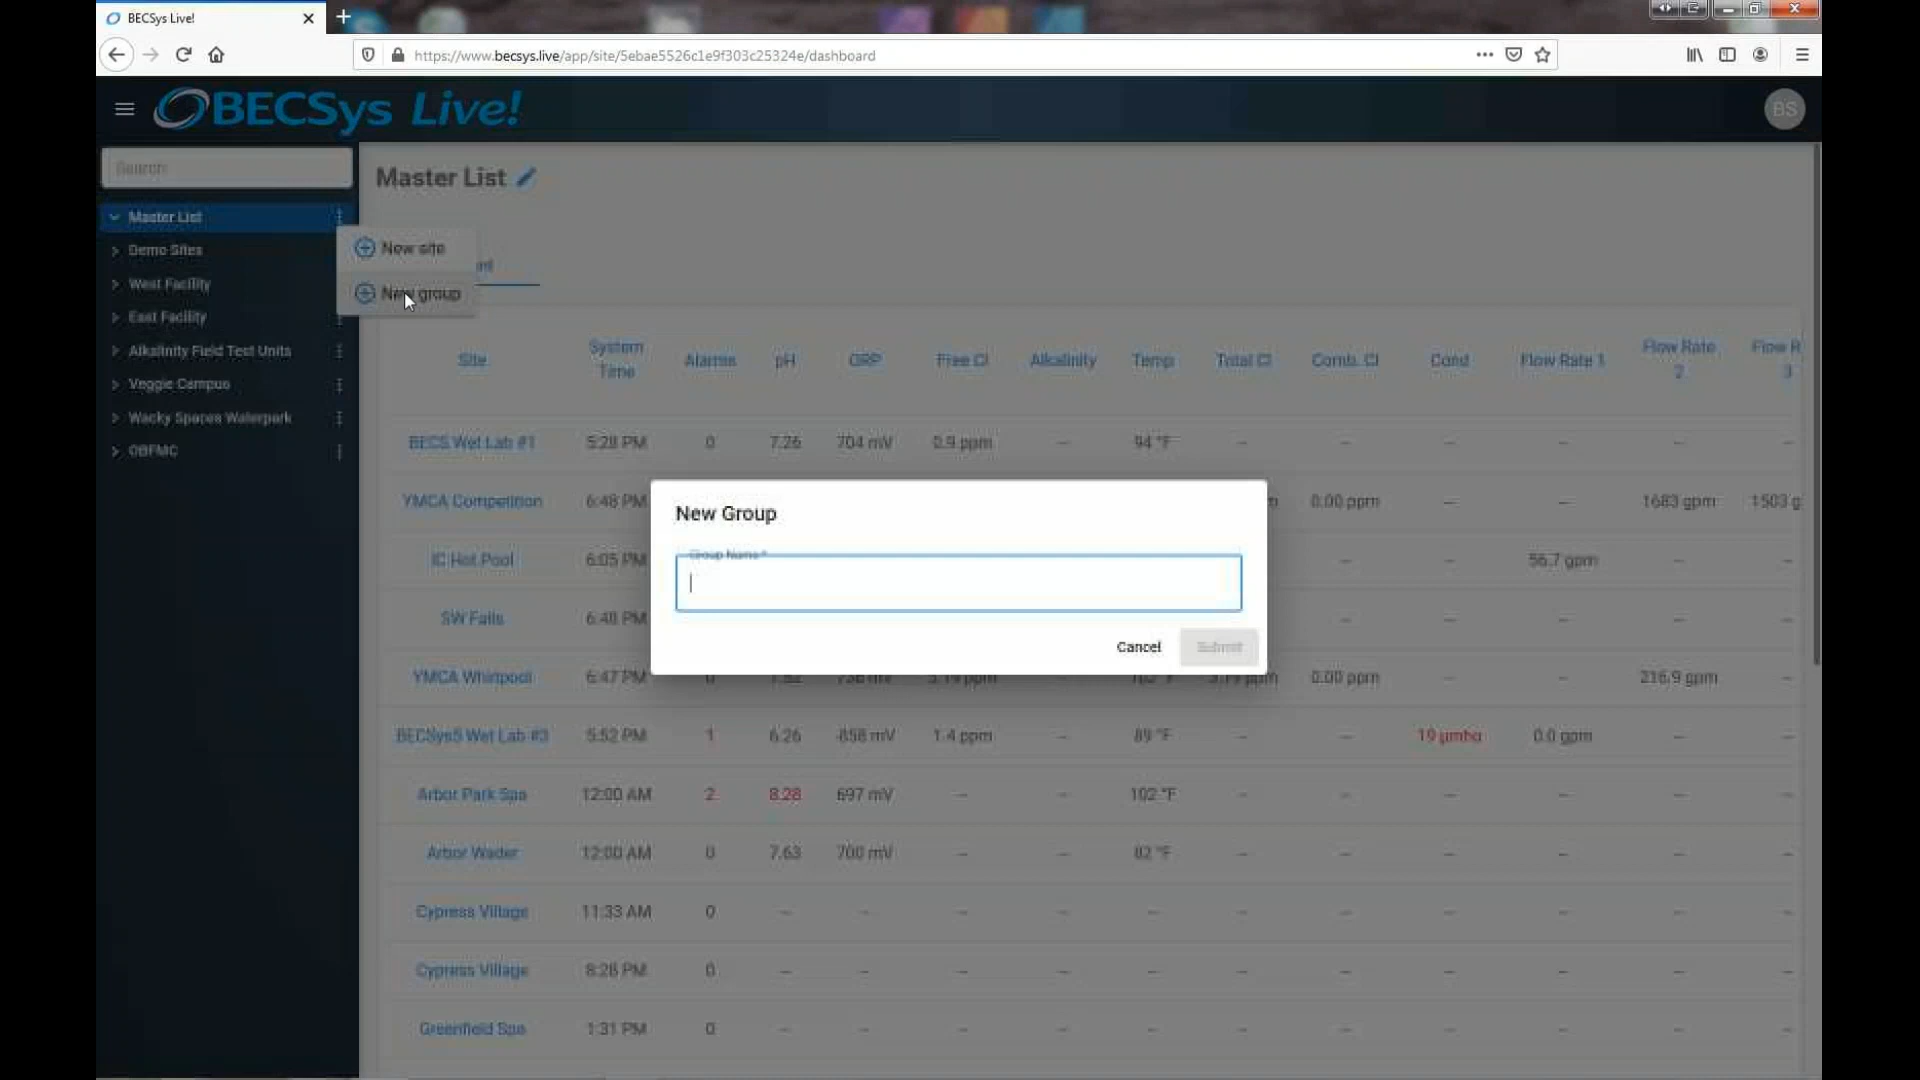 BECSys Live!
https://www.becsys.live/app/site/5ebae5526c1e9f303c25324e/dashboard
BECSys Live!
BS
Search
Master List
Demo Sites
West Facility
East Facility
Alkalinity Field Test Units
Veggie Campus
Wacky Spaces Waterpark
OBFMC
Master List
New site
New group
Site System Time Alarms pH ORP Free Cl Alkalinity Temp Total Cl Comb. Cl Cond Flow Rate 1 Flow Rate 2 Flow R 3
BECS Wet Lab #1 5:28 PM 0 7.26 704 mV 0.9 ppm -- 94 °F -- -- -- -- -- --
YMCA Competition 6:48 PM 0.00 ppm -- -- 1683 gpm 1503 g
IC Hot Pool 6:05 PM -- -- 56.7 gpm -- --
SW Falls 6:48 PM -- -- -- -- --
New Group
Group Name *
Cancel Submit
YMCA Whirlpool 6:47 PM 0.00 ppm -- -- 216.9 gpm --
BECSys5 Wet Lab #3 5:52 PM 1 6.26 -858 mV 1.4 ppm -- 89 °F -- -- 19 µmho 0.0 gpm -- --
Arbor Park Spa 12:00 AM 2 8.28 697 mV -- -- 102 °F -- -- -- -- -- --
Arbor Wader 12:00 AM 0 7.63 700 mV -- -- 82 °F -- -- -- -- -- --
Cypress Village 11:33 AM 0 -- -- -- -- -- -- -- -- -- -- --
Cypress Village 8:28 PM 0 -- -- -- -- -- -- -- -- -- -- --
Greenfield Spa 1:31 PM 0 -- -- -- -- -- -- -- -- -- -- --